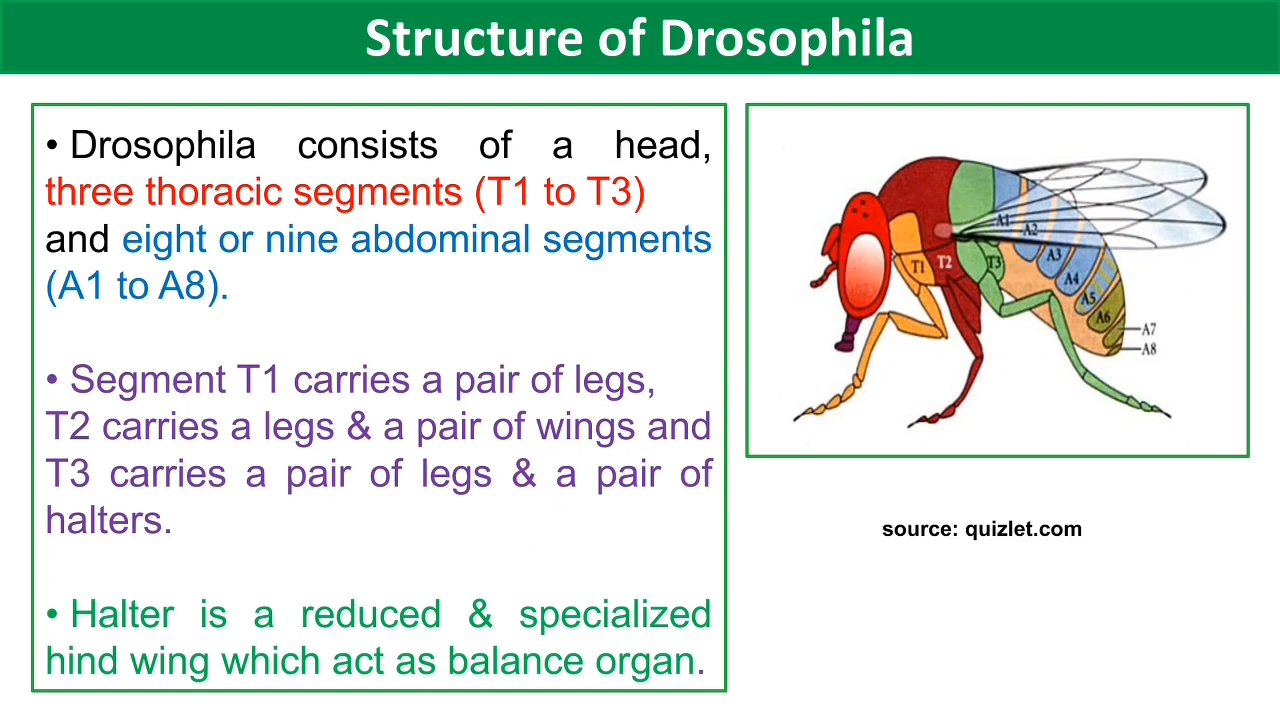 Structure of Drosophila
• Drosophila consists of a head,
three thoracic segments (T1 to T3)
and eight or nine abdominal segments
(A1 to A8).
• Segment T1 carries a pair of legs,
T2 carries a legs & a pair of wings and
T3 carries a pair of legs & a pair of
halters.
• Halter is a reduced & specialized
hind wing which act as balance organ.
T1
T2
T3
A1
A2
A3
A4
A5
A6
A7
A8
source: quizlet.com